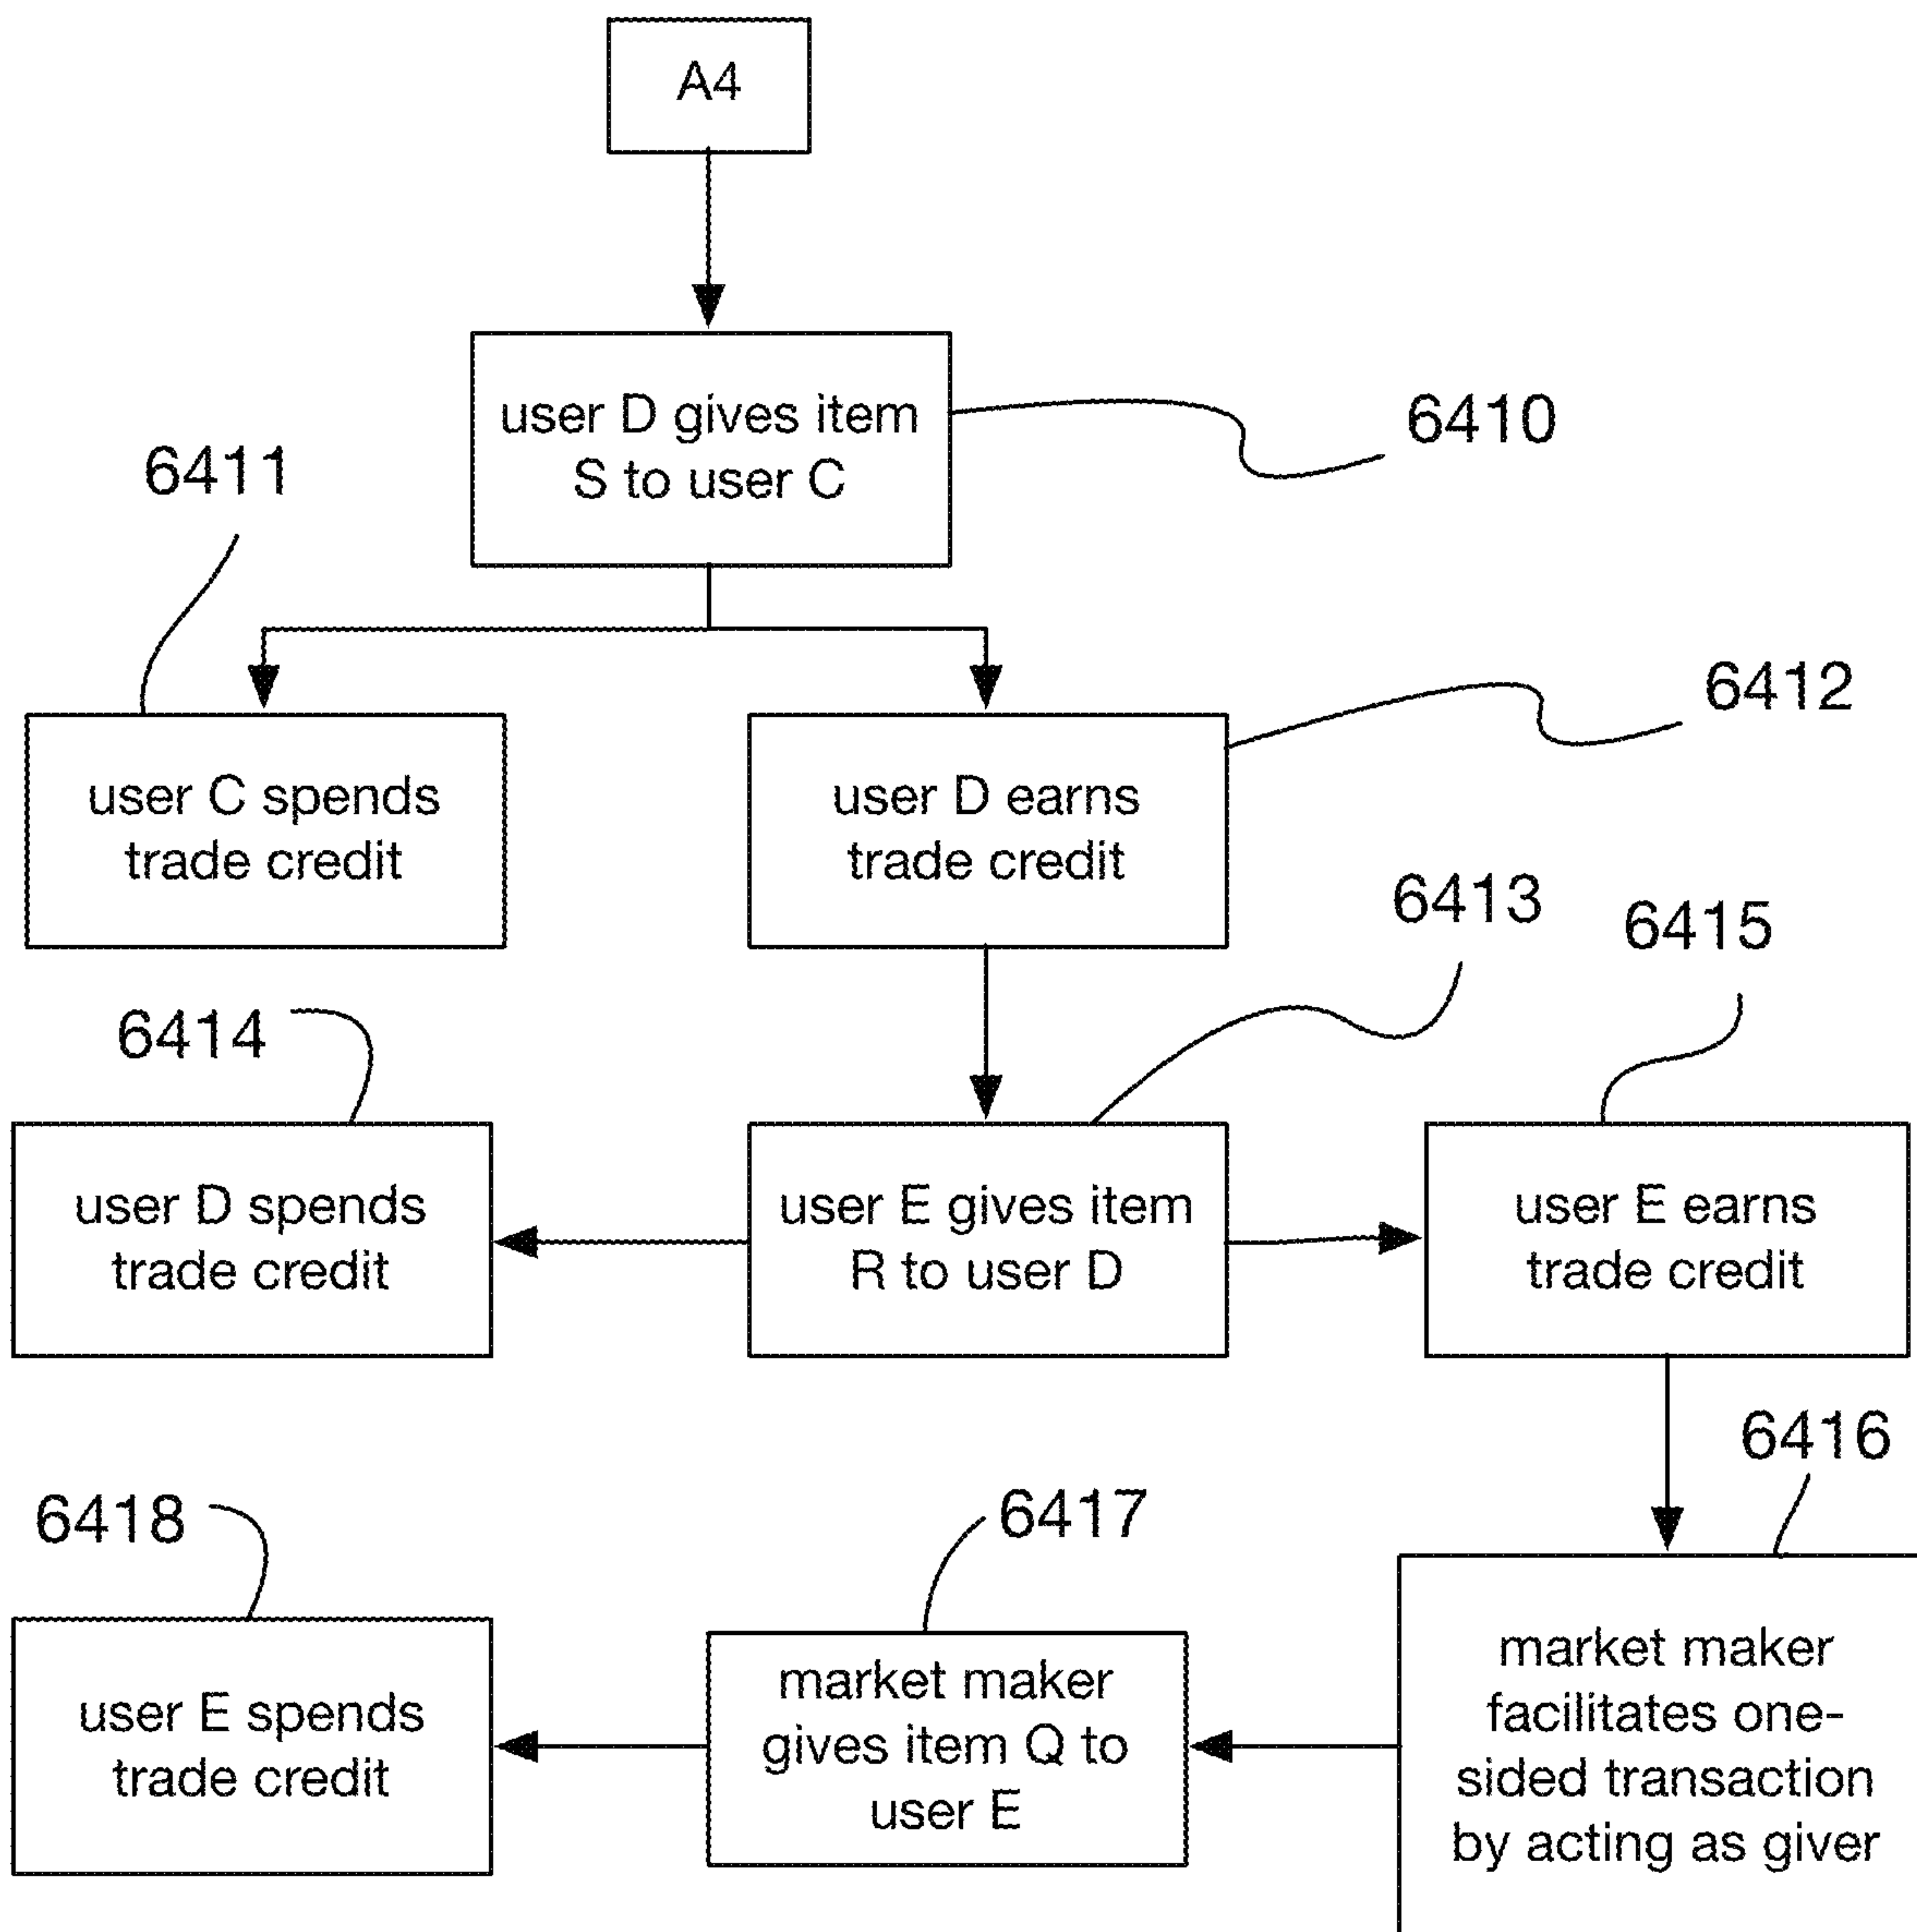 A4
user D gives item
S to user C
6410
6411
6412
user C spends
trade credit
user D earns
trade credit
6413
6415
6414
user D spends
trade credit
user E gives item
R to user D
user E earns
trade credit
6416
6418
6417
user E spends
trade credit
market maker
gives item Q to
user E
market maker
facilitates one-
sided transaction
by acting as giver